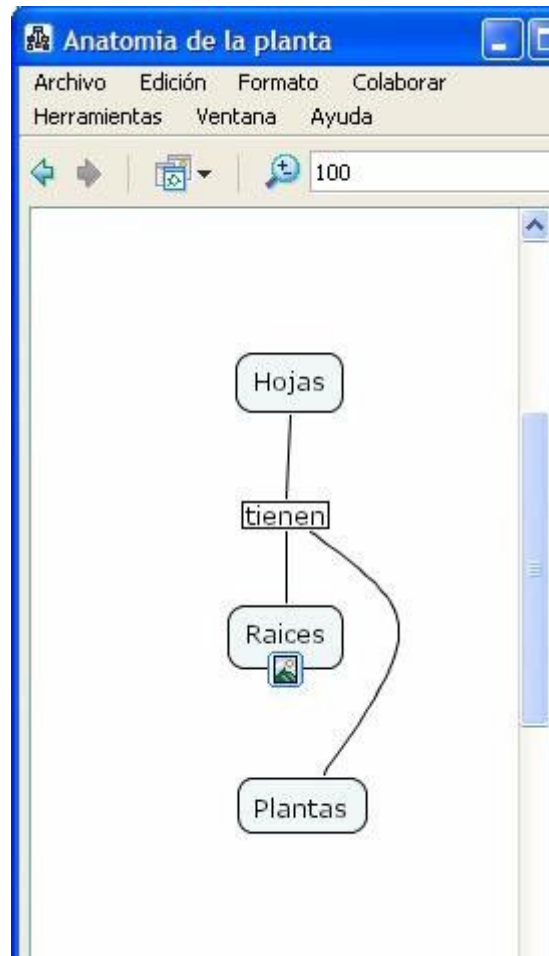 Anatomia de la planta
Archivo Edición Formato Colaborar
Herramientas Ventana Ayuda
100
Hojas
tienen
Raices
Plantas